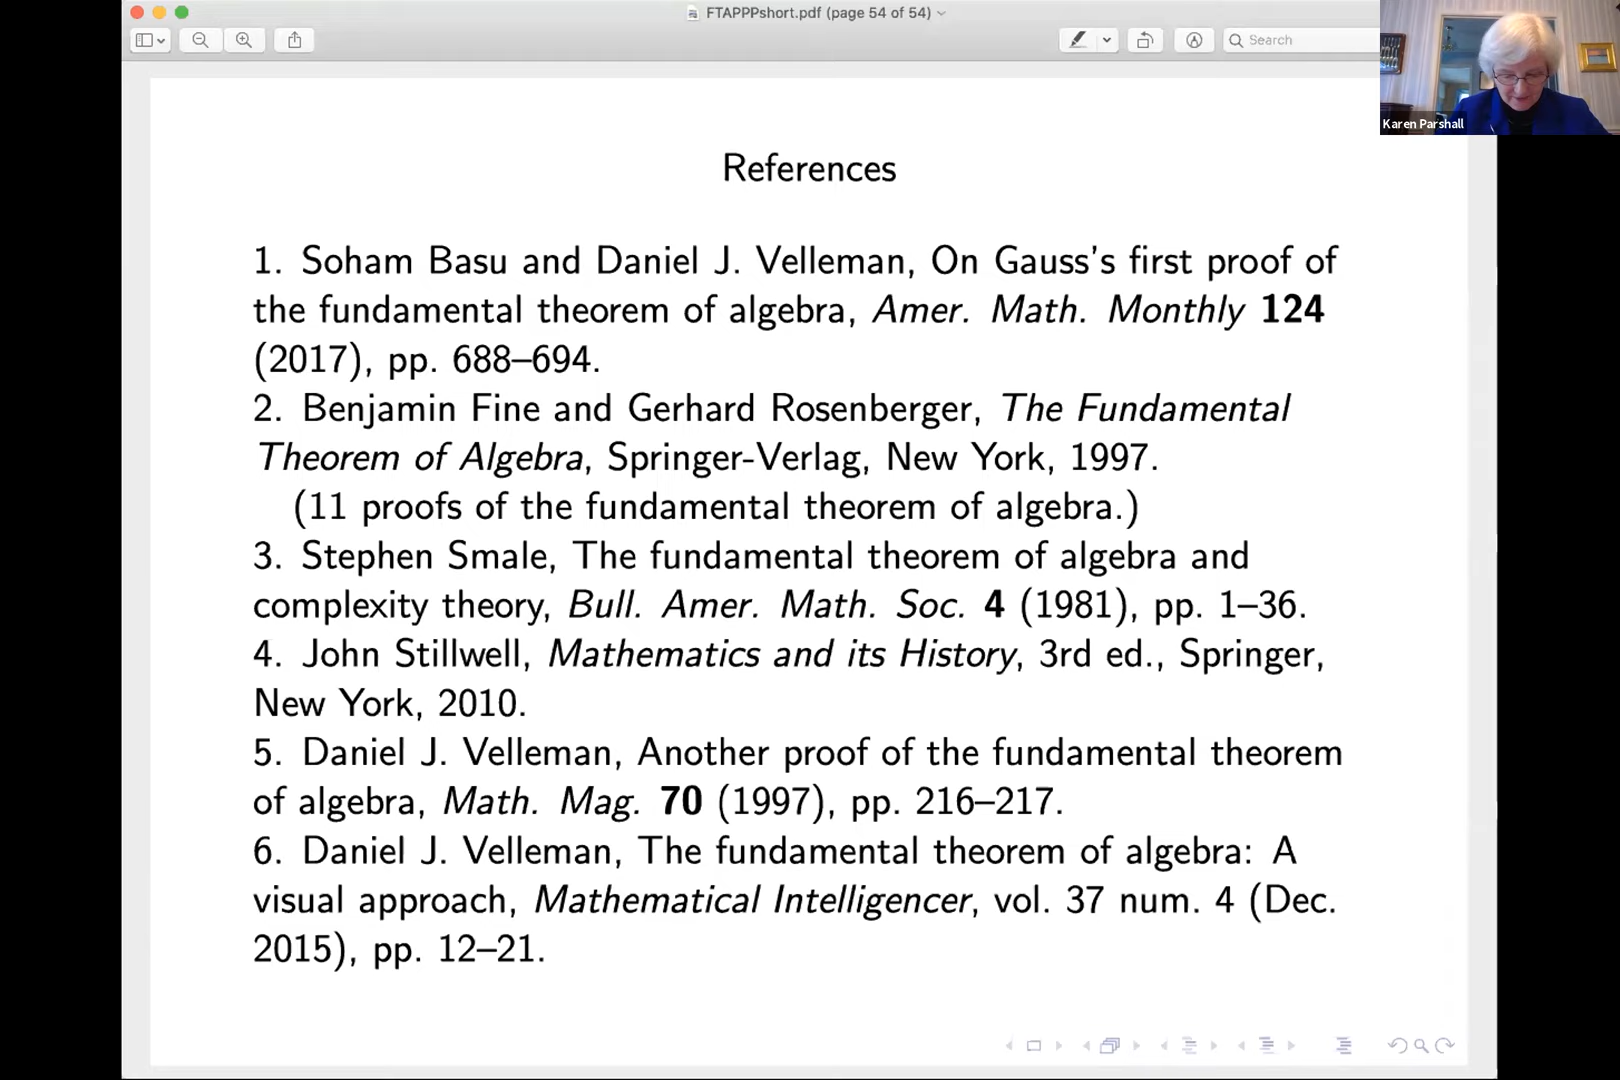 FTAPPPshort.pdf (page 54 of 54)
Search
Karen Parshall
References
1. Soham Basu and Daniel J. Velleman, On Gauss's first proof of
the fundamental theorem of algebra, Amer. Math. Monthly 124
(2017), pp. 688–694.
2. Benjamin Fine and Gerhard Rosenberger, The Fundamental
Theorem of Algebra, Springer-Verlag, New York, 1997.
(11 proofs of the fundamental theorem of algebra.)
3. Stephen Smale, The fundamental theorem of algebra and
complexity theory, Bull. Amer. Math. Soc. 4 (1981), pp. 1–36.
4. John Stillwell, Mathematics and its History, 3rd ed., Springer,
New York, 2010.
5. Daniel J. Velleman, Another proof of the fundamental theorem
of algebra, Math. Mag. 70 (1997), pp. 216–217.
6. Daniel J. Velleman, The fundamental theorem of algebra: A
visual approach, Mathematical Intelligencer, vol. 37 num. 4 (Dec.
2015), pp. 12–21.